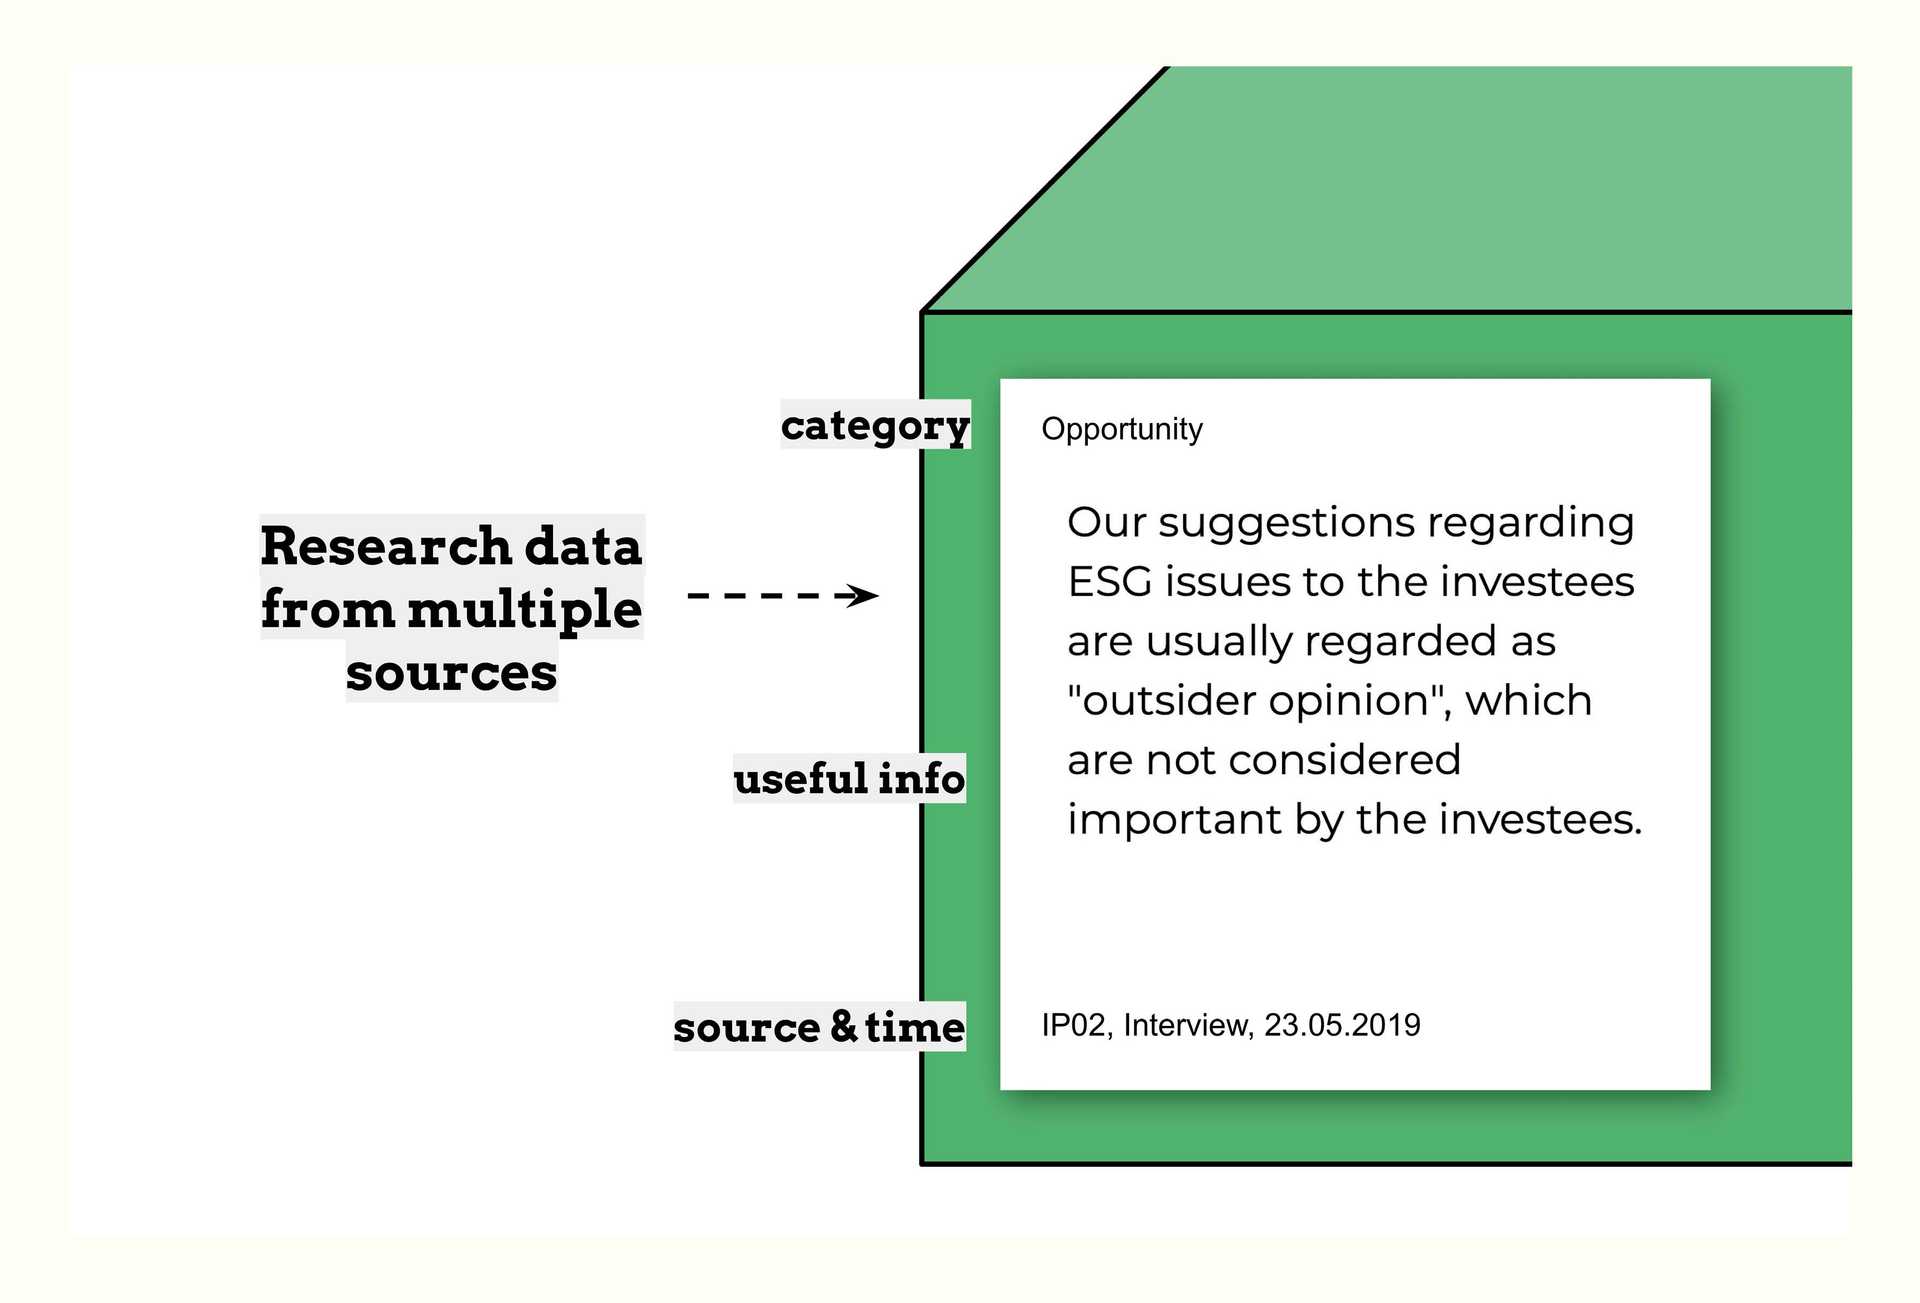 Research data
from multiple
sources
category
useful info
source & time
Opportunity
Our suggestions regarding
ESG issues to the investees
are usually regarded as
"outsider opinion", which
are not considered
important by the investees.
IP02, Interview, 23.05.2019